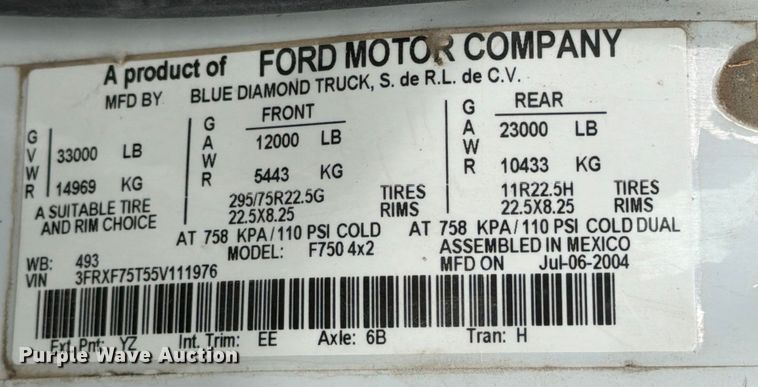 A product of FORD MOTOR COMPANY
MFD BY BLUE DIAMOND TRUCK, S. de R.L. de C.V.
GVWR 33000 LB 14969 KG
FRONT
GAWR 12000 LB 5443 KG
REAR
GAWR 23000 LB 10433 KG
A SUITABLE TIRE 295/75R22.5G TIRES 11R22.5H TIRES
AND RIM CHOICE 22.5X8.25 RIMS 22.5X8.25 RIMS
AT 758 KPA/110 PSI COLD AT 758 KPA/110 PSI COLD DUAL
MODEL: F750 4x2 ASSEMBLED IN MEXICO
WB: 493 MFD ON Jul-06-2004
VIN 3FRXF75T55V111976
Ext. Pnt: YZ Int. Trim: EE Axle: 6B Tran: H
Purple Wave Auction